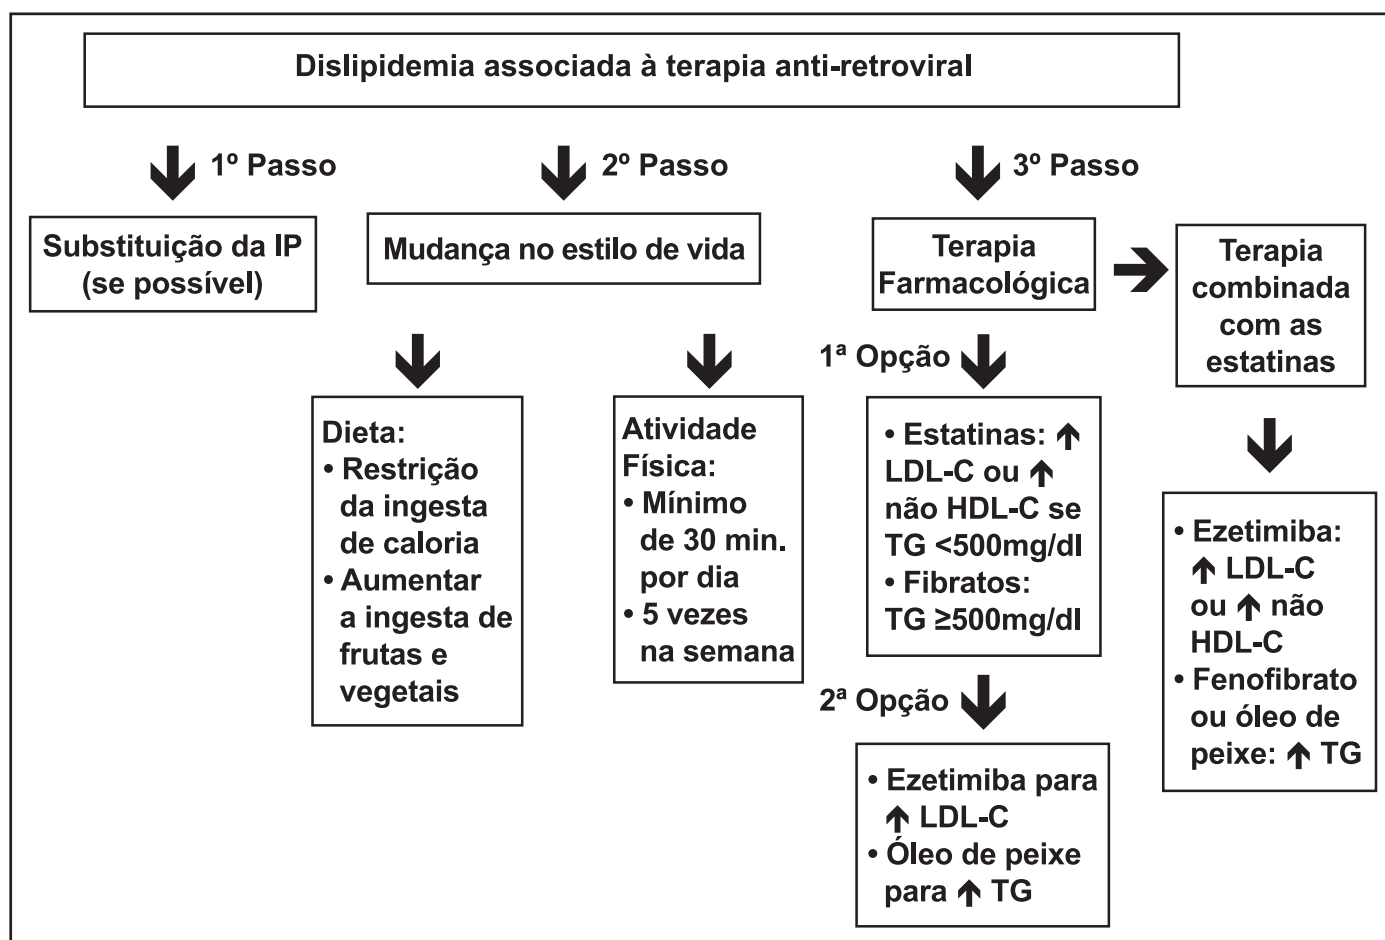 Dislipidemia associada à terapia anti-retroviral
1º Passo
2º Passo
3º Passo
Substituição da IP
(se possível)
Mudança no estilo de vida
Terapia
Farmacológica
Terapia
combinada
com as
estatinas
Dieta:
• Restrição
da ingesta
de caloria
• Aumentar
a ingesta de
frutas e
vegetais
Atividade
Física:
• Mínimo
de 30 min.
por dia
• 5 vezes
na semana
1ª Opção
• Estatinas: ↑
LDL-C ou ↑
não HDL-C se
TG <500mg/dl
• Fibratos:
TG ≥500mg/dl
2ª Opção
• Ezetimiba para
↑ LDL-C
• Óleo de peixe
para ↑ TG
• Ezetimiba:
↑ LDL-C
ou ↑ não
HDL-C
• Fenofibrato
ou óleo de
peixe: ↑ TG